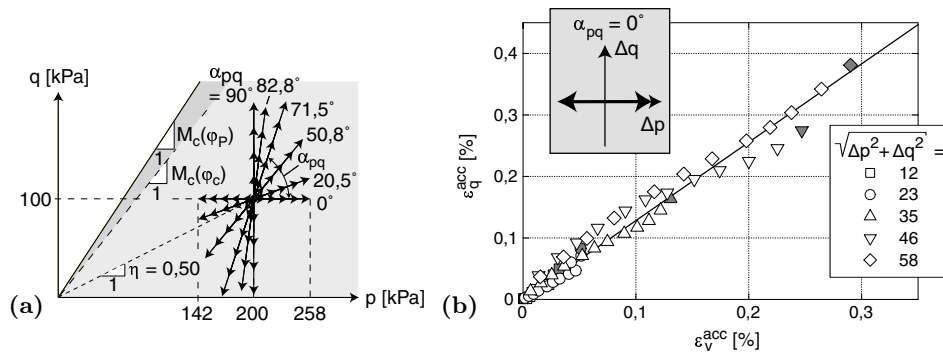 q [kPa]
α_pq
= 90°
82,8°
71,5°
50,8°
α_pq
20,5°
0°
M_c(φ_P)
1
M_c(φ_c)
1
100
η = 0,50
1
142
200
258
p [kPa]
(a)
ε_q^acc [%]
0,4
0,3
0,2
0,1
0
0
0,1
0,2
0,3
ε_v^acc [%]
α_pq = 0°
Δq
Δp
√Δp²+Δq² =
12
23
35
46
58
(b)